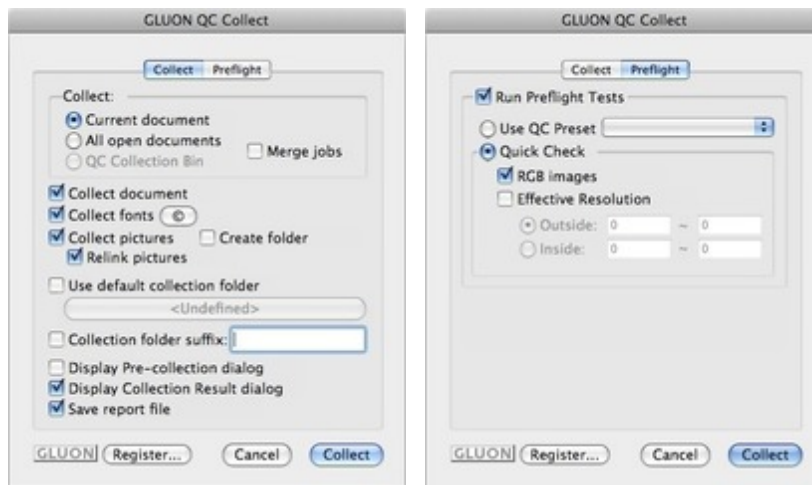 GLUON QC Collect
Collect Preflight
Collect:
Current document
All open documents
QC Collection Bin
Merge jobs
Collect document
Collect fonts ©
Collect pictures Create folder
Relink pictures
Use default collection folder
<Undefined>
Collection folder suffix:
Display Pre-collection dialog
Display Collection Result dialog
Save report file
GLUON Register... Cancel Collect
GLUON QC Collect
Collect Preflight
Run Preflight Tests
Use QC Preset
Quick Check
RGB images
Effective Resolution
Outside: 0 ~ 0
Inside: 0 ~ 0
GLUON Register... Cancel Collect